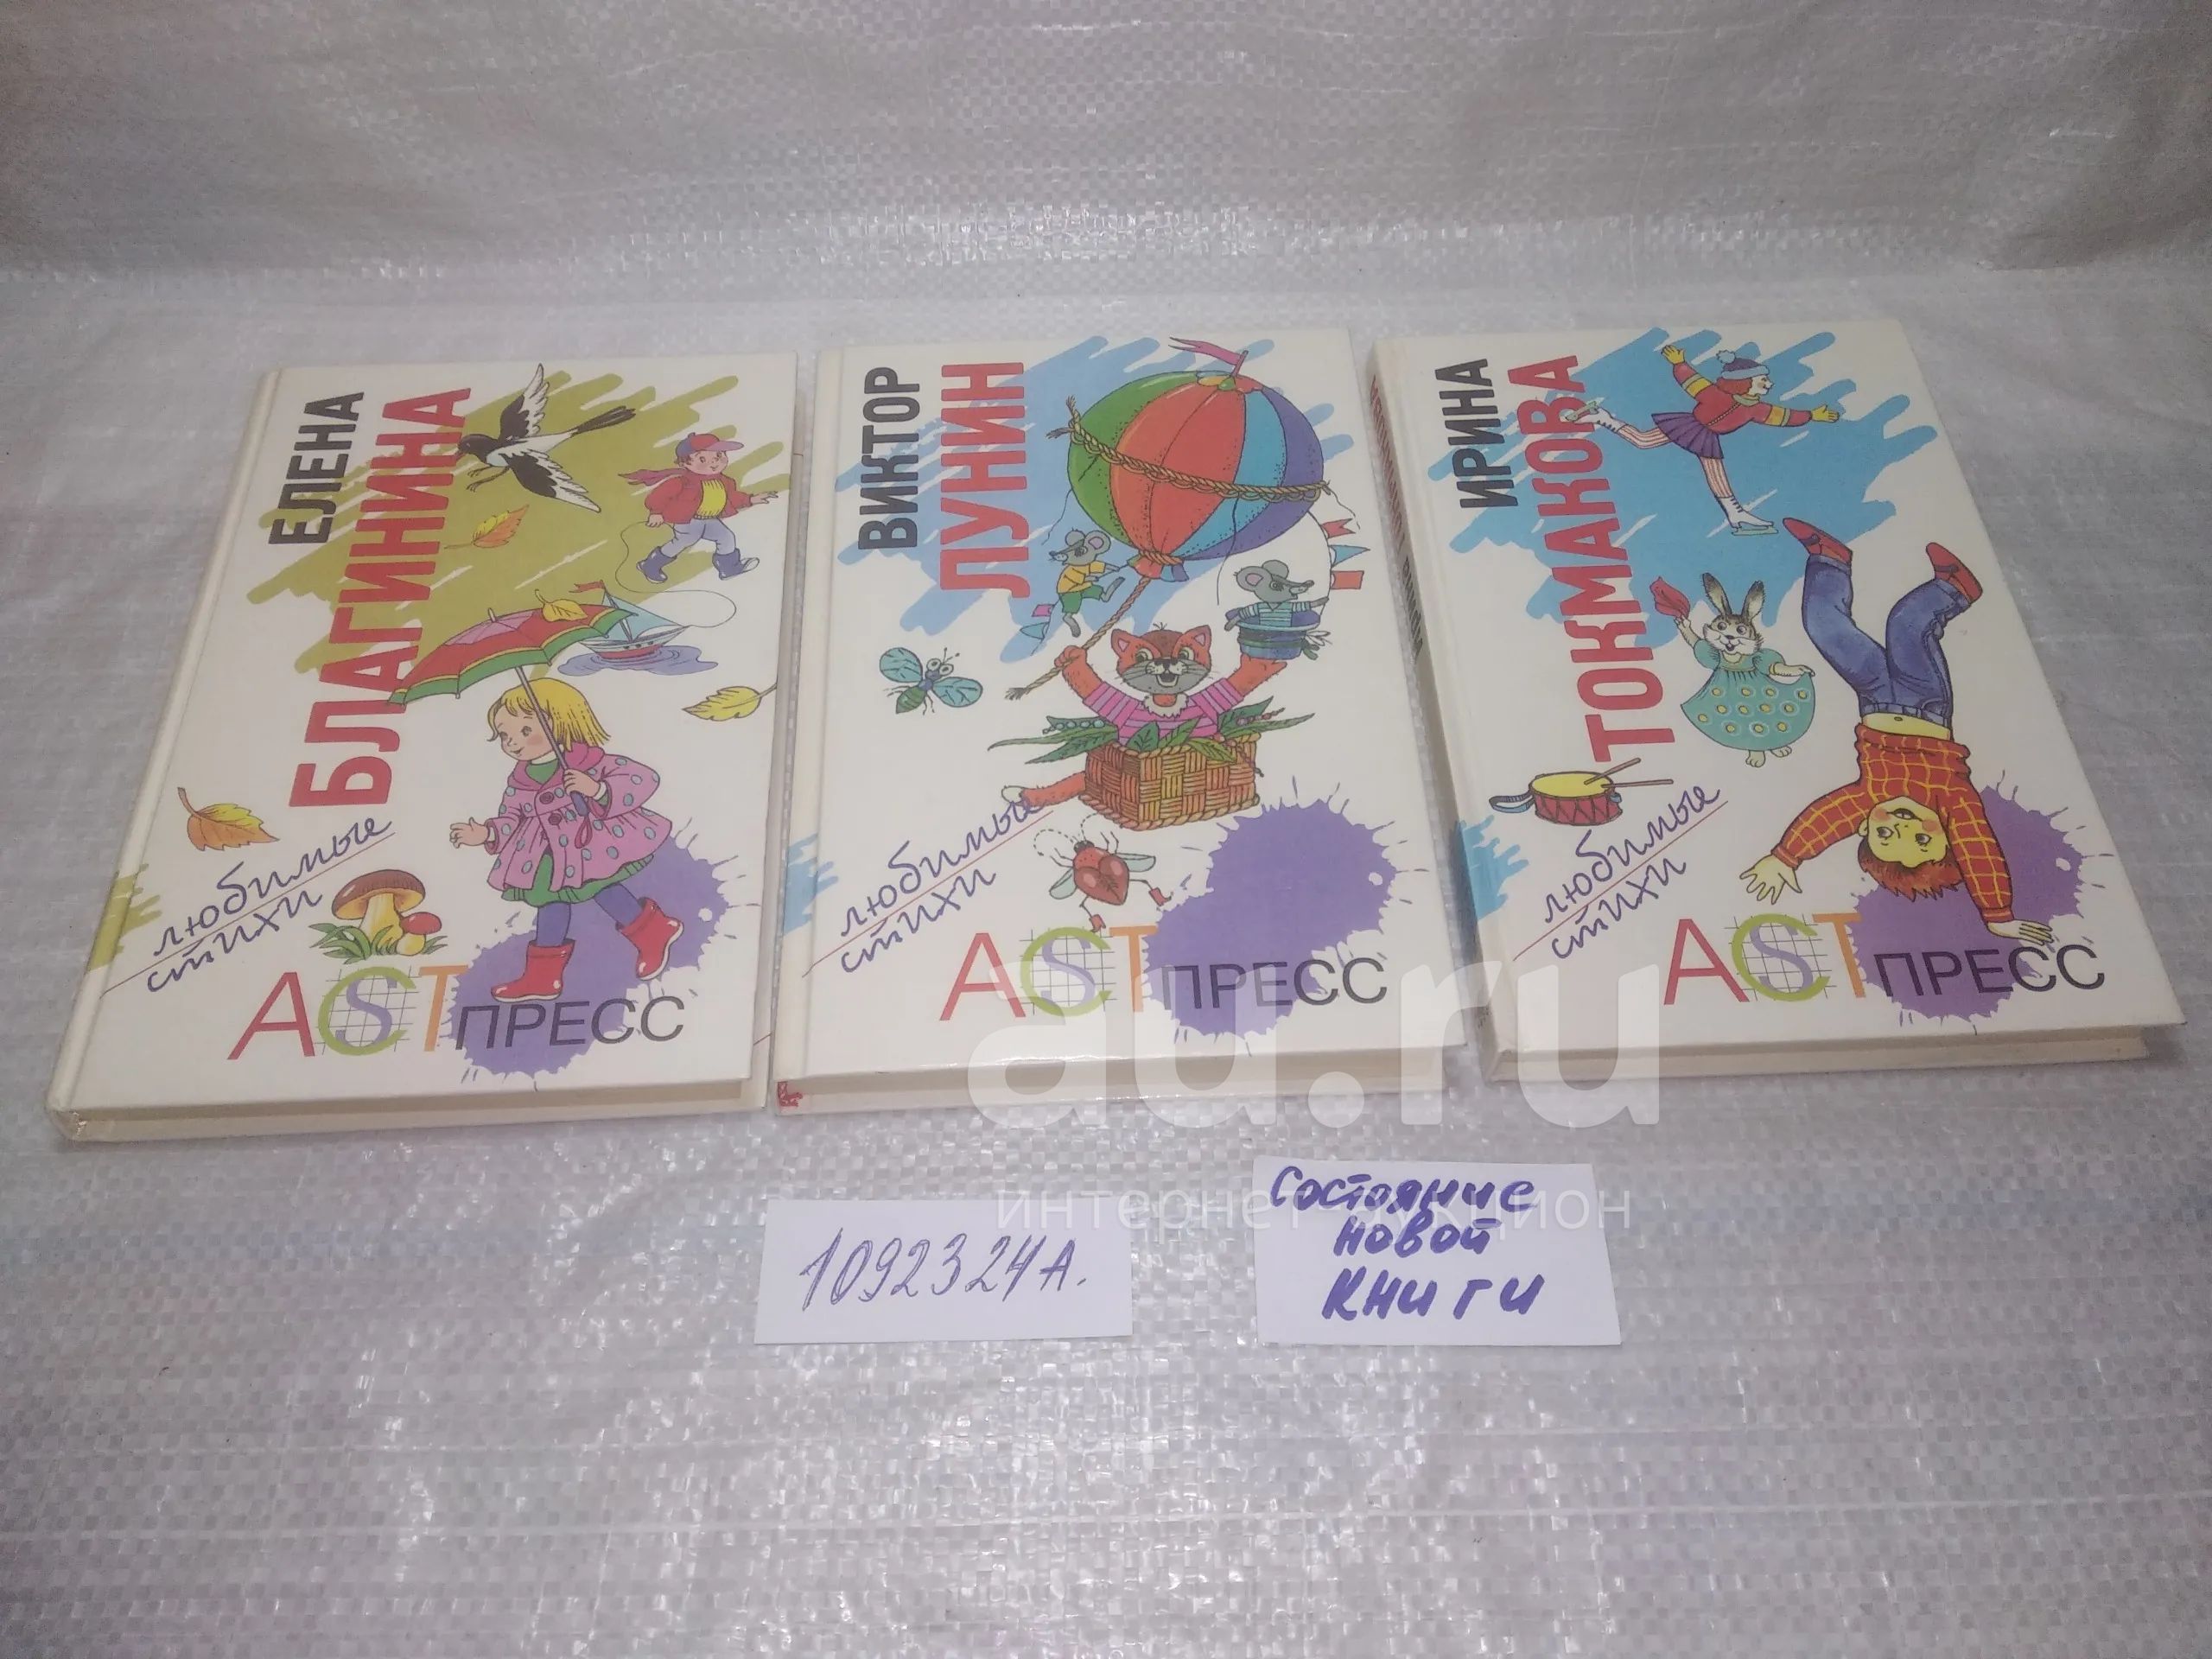 ЕЛЕНА
БЛАГИНИНА
любимые
стихи
АСТ ПРЕСС
ВИКТОР
ЛУНИН
любимые
стихи
АСТ ПРЕСС
ИРИНА
ТОКМАКОВА
любимые
стихи
АСТ ПРЕСС
au.ru
интернет аукцион
1092324А.
Состояние
новой
книги